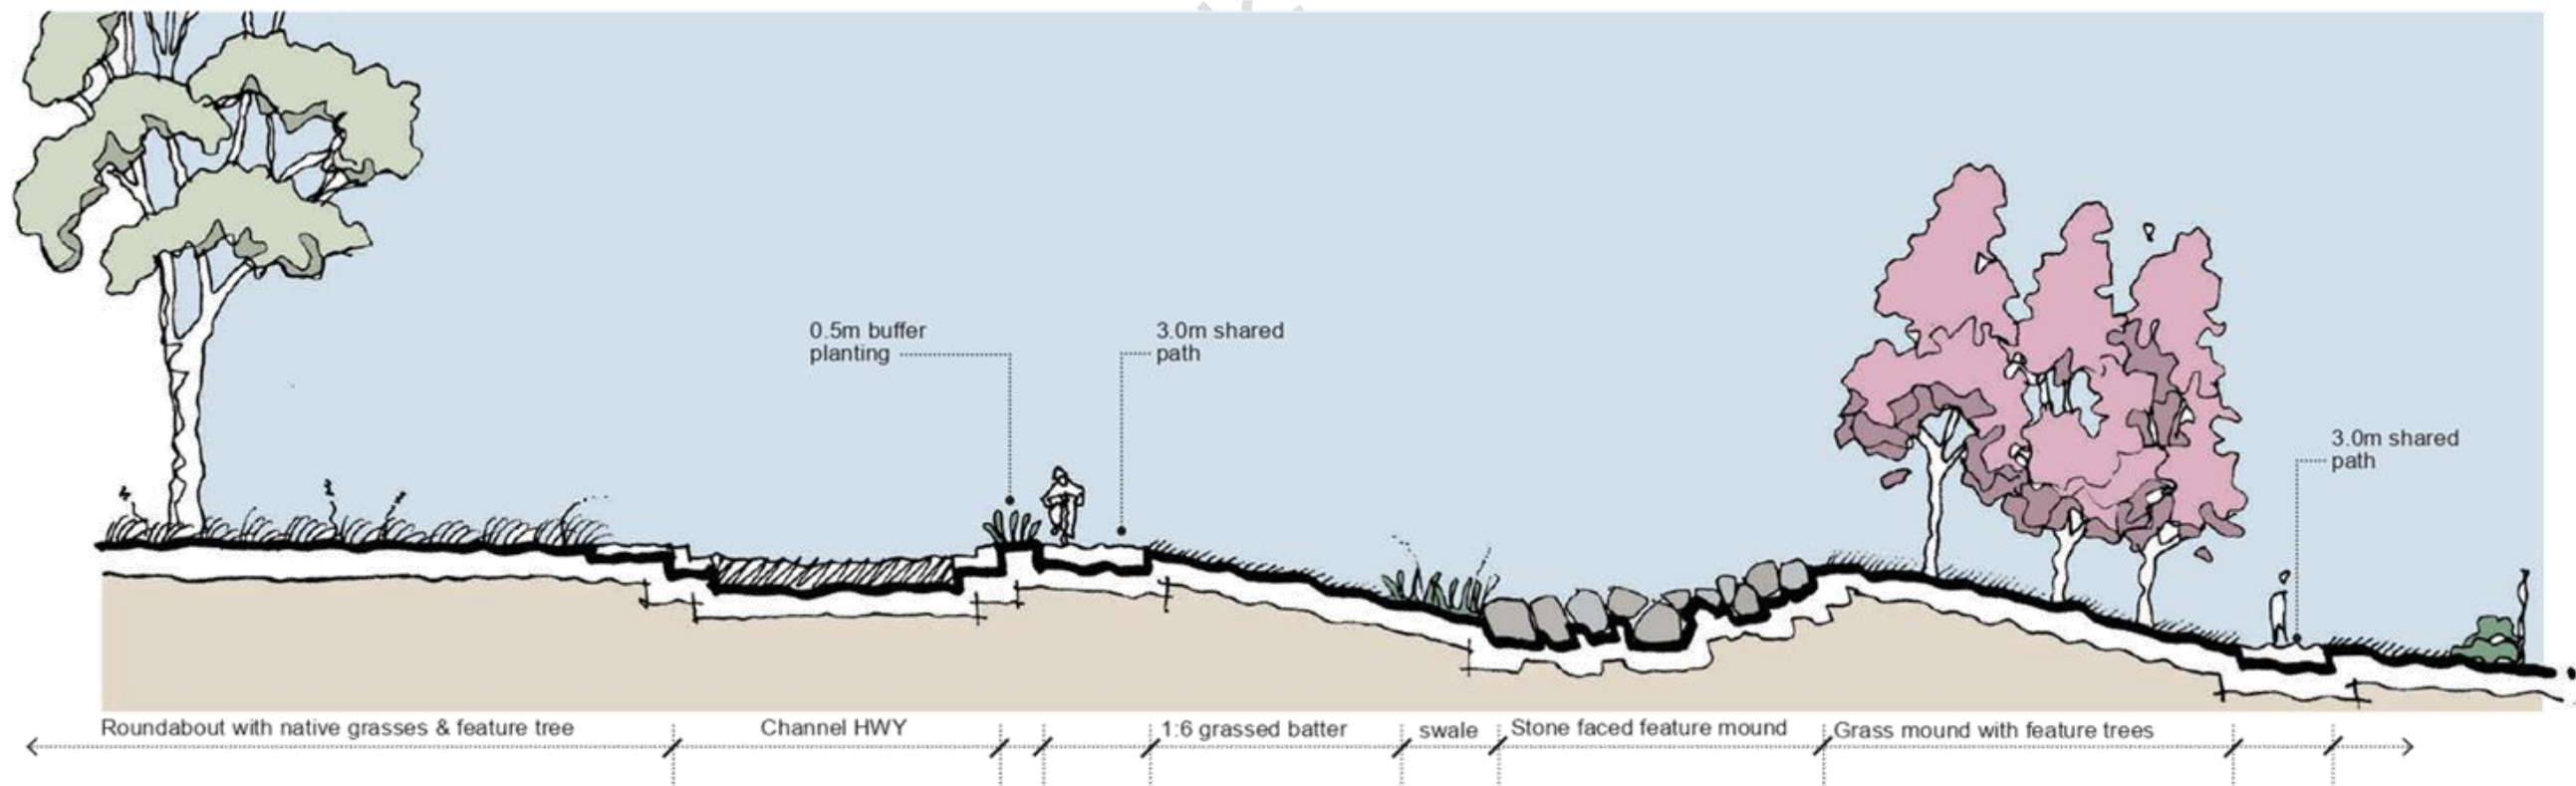 0.5m buffer
planting
3.0m shared
path
3.0m shared
path
Roundabout with native grasses & feature tree
Channel HWY
1:6 grassed batter
swale
Stone faced feature mound
Grass mound with feature trees